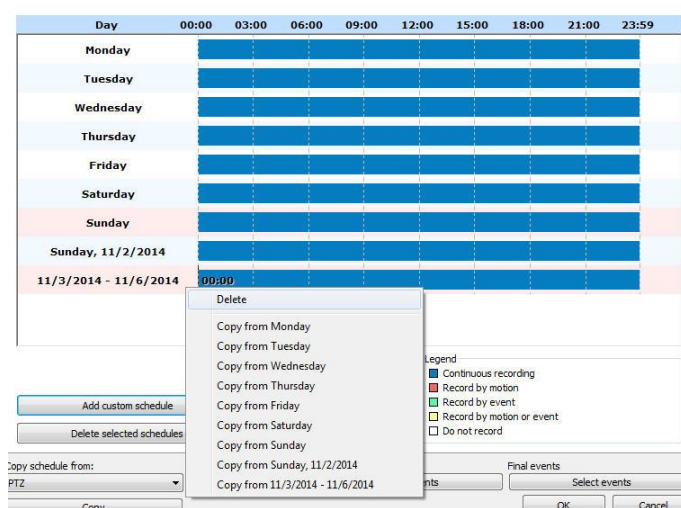 Day 00:00 03:00 06:00 09:00 12:00 15:00 18:00 21:00 23:59
Monday
Tuesday
Wednesday
Thursday
Friday
Saturday
Sunday
Sunday, 11/2/2014
11/3/2014 - 11/6/2014 00:00
Delete
Copy from Monday
Copy from Tuesday
Copy from Wednesday
Copy from Thursday
Copy from Friday
Copy from Saturday
Copy from Sunday
Copy from Sunday, 11/2/2014
Copy from 11/3/2014 - 11/6/2014
Legend
Continuous recording
Record by motion
Record by event
Record by motion or event
Do not record
Add custom schedule
Delete selected schedules
Copy schedule from:
PTZ
Copy
Final events
Select events
OK Cancel